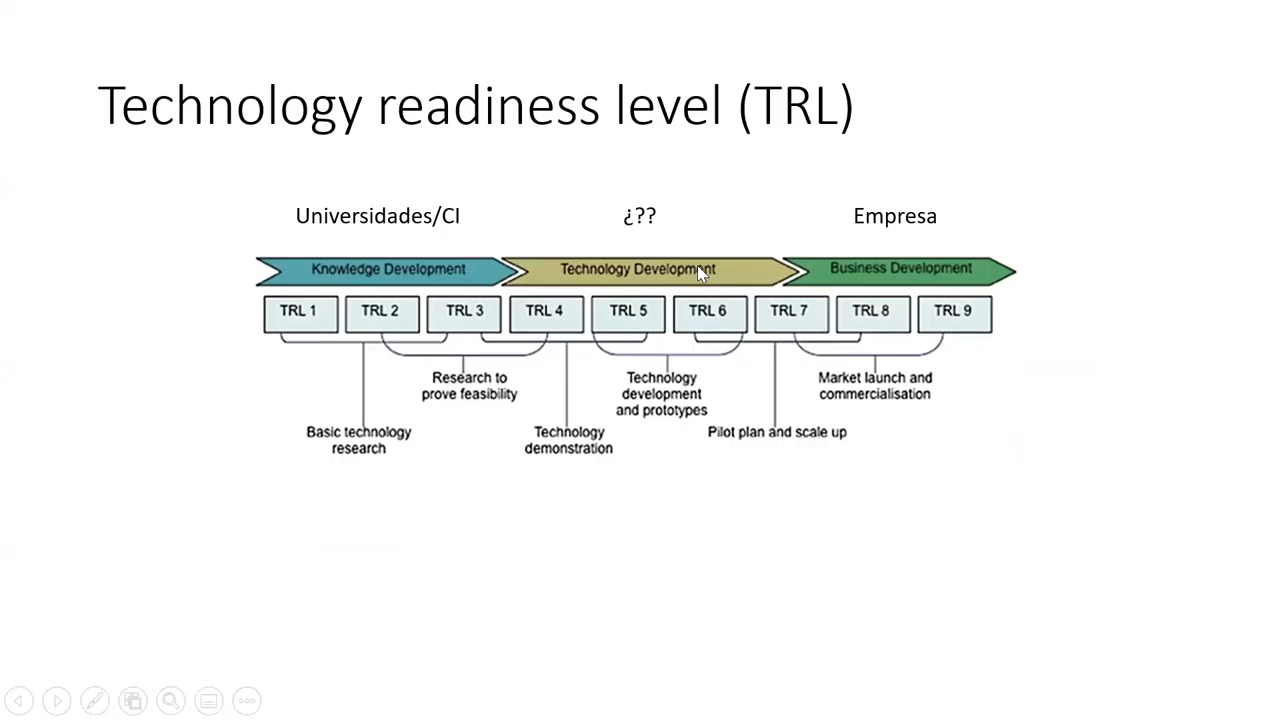 Technology readiness level (TRL)
Universidades/CI
¿??
Empresa
Knowledge Development
Technology Development
Business Development
TRL 1
TRL 2
TRL 3
TRL 4
TRL 5
TRL 6
TRL 7
TRL 8
TRL 9
Research to
prove feasibility
Technology
development
and prototypes
Market launch and
commercialisation
Basic technology
research
Technology
demonstration
Pilot plan and scale up